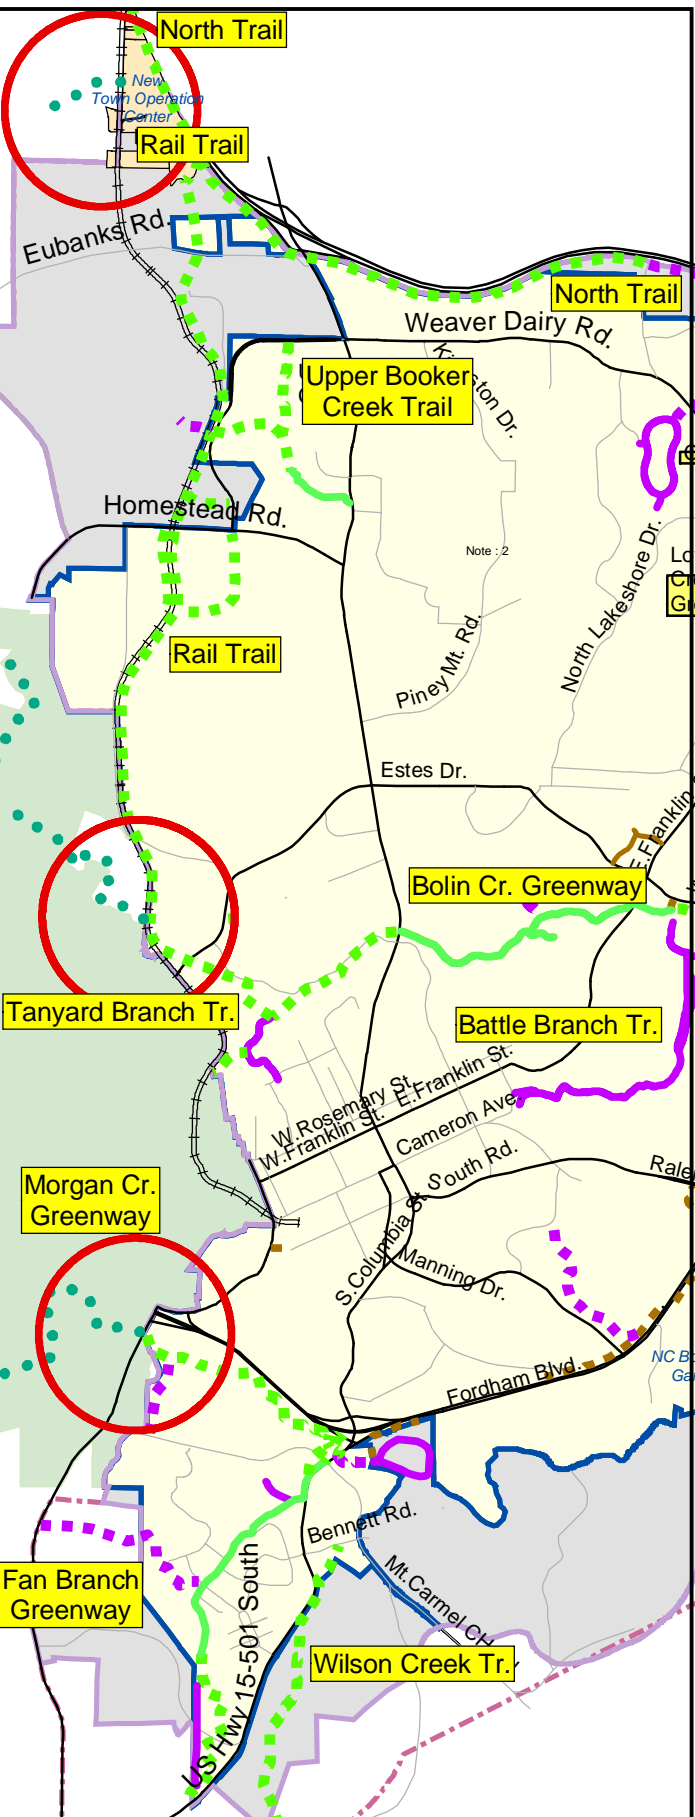 North Trail
New
Town Operation
Center
Rail Trail
Eubanks Rd.
North Trail
Weaver Dairy Rd.
Upper Booker
Creek Trail
Homestead Rd.
Note : 2
North Lakeshore Dr.
Rail Trail
Piney Mt. Rd.
Estes Dr.
E.Franklin
Bolin Cr. Greenway
Tanyard Branch Tr.
Battle Branch Tr.
W.Rosemary St.
E.Franklin St.
W.Franklin St.
Cameron Ave.
South Rd.
Morgan Cr.
Greenway
S.Columbia St.
Manning Dr.
Fordham Blvd.
Bennett Rd.
Fan Branch
Greenway
US Hwy 15-501 South
Mt.Carmel
Wilson Creek Tr.